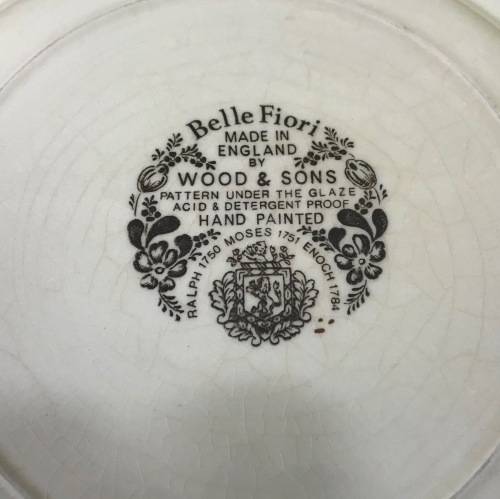 Belle Fiori
MADE IN
ENGLAND
BY
WOOD & SONS
PATTERN UNDER THE GLAZE
ACID & DETERGENT PROOF
HAND PAINTED
RALPH 1750 MOSES 1751 ENOCH 1784